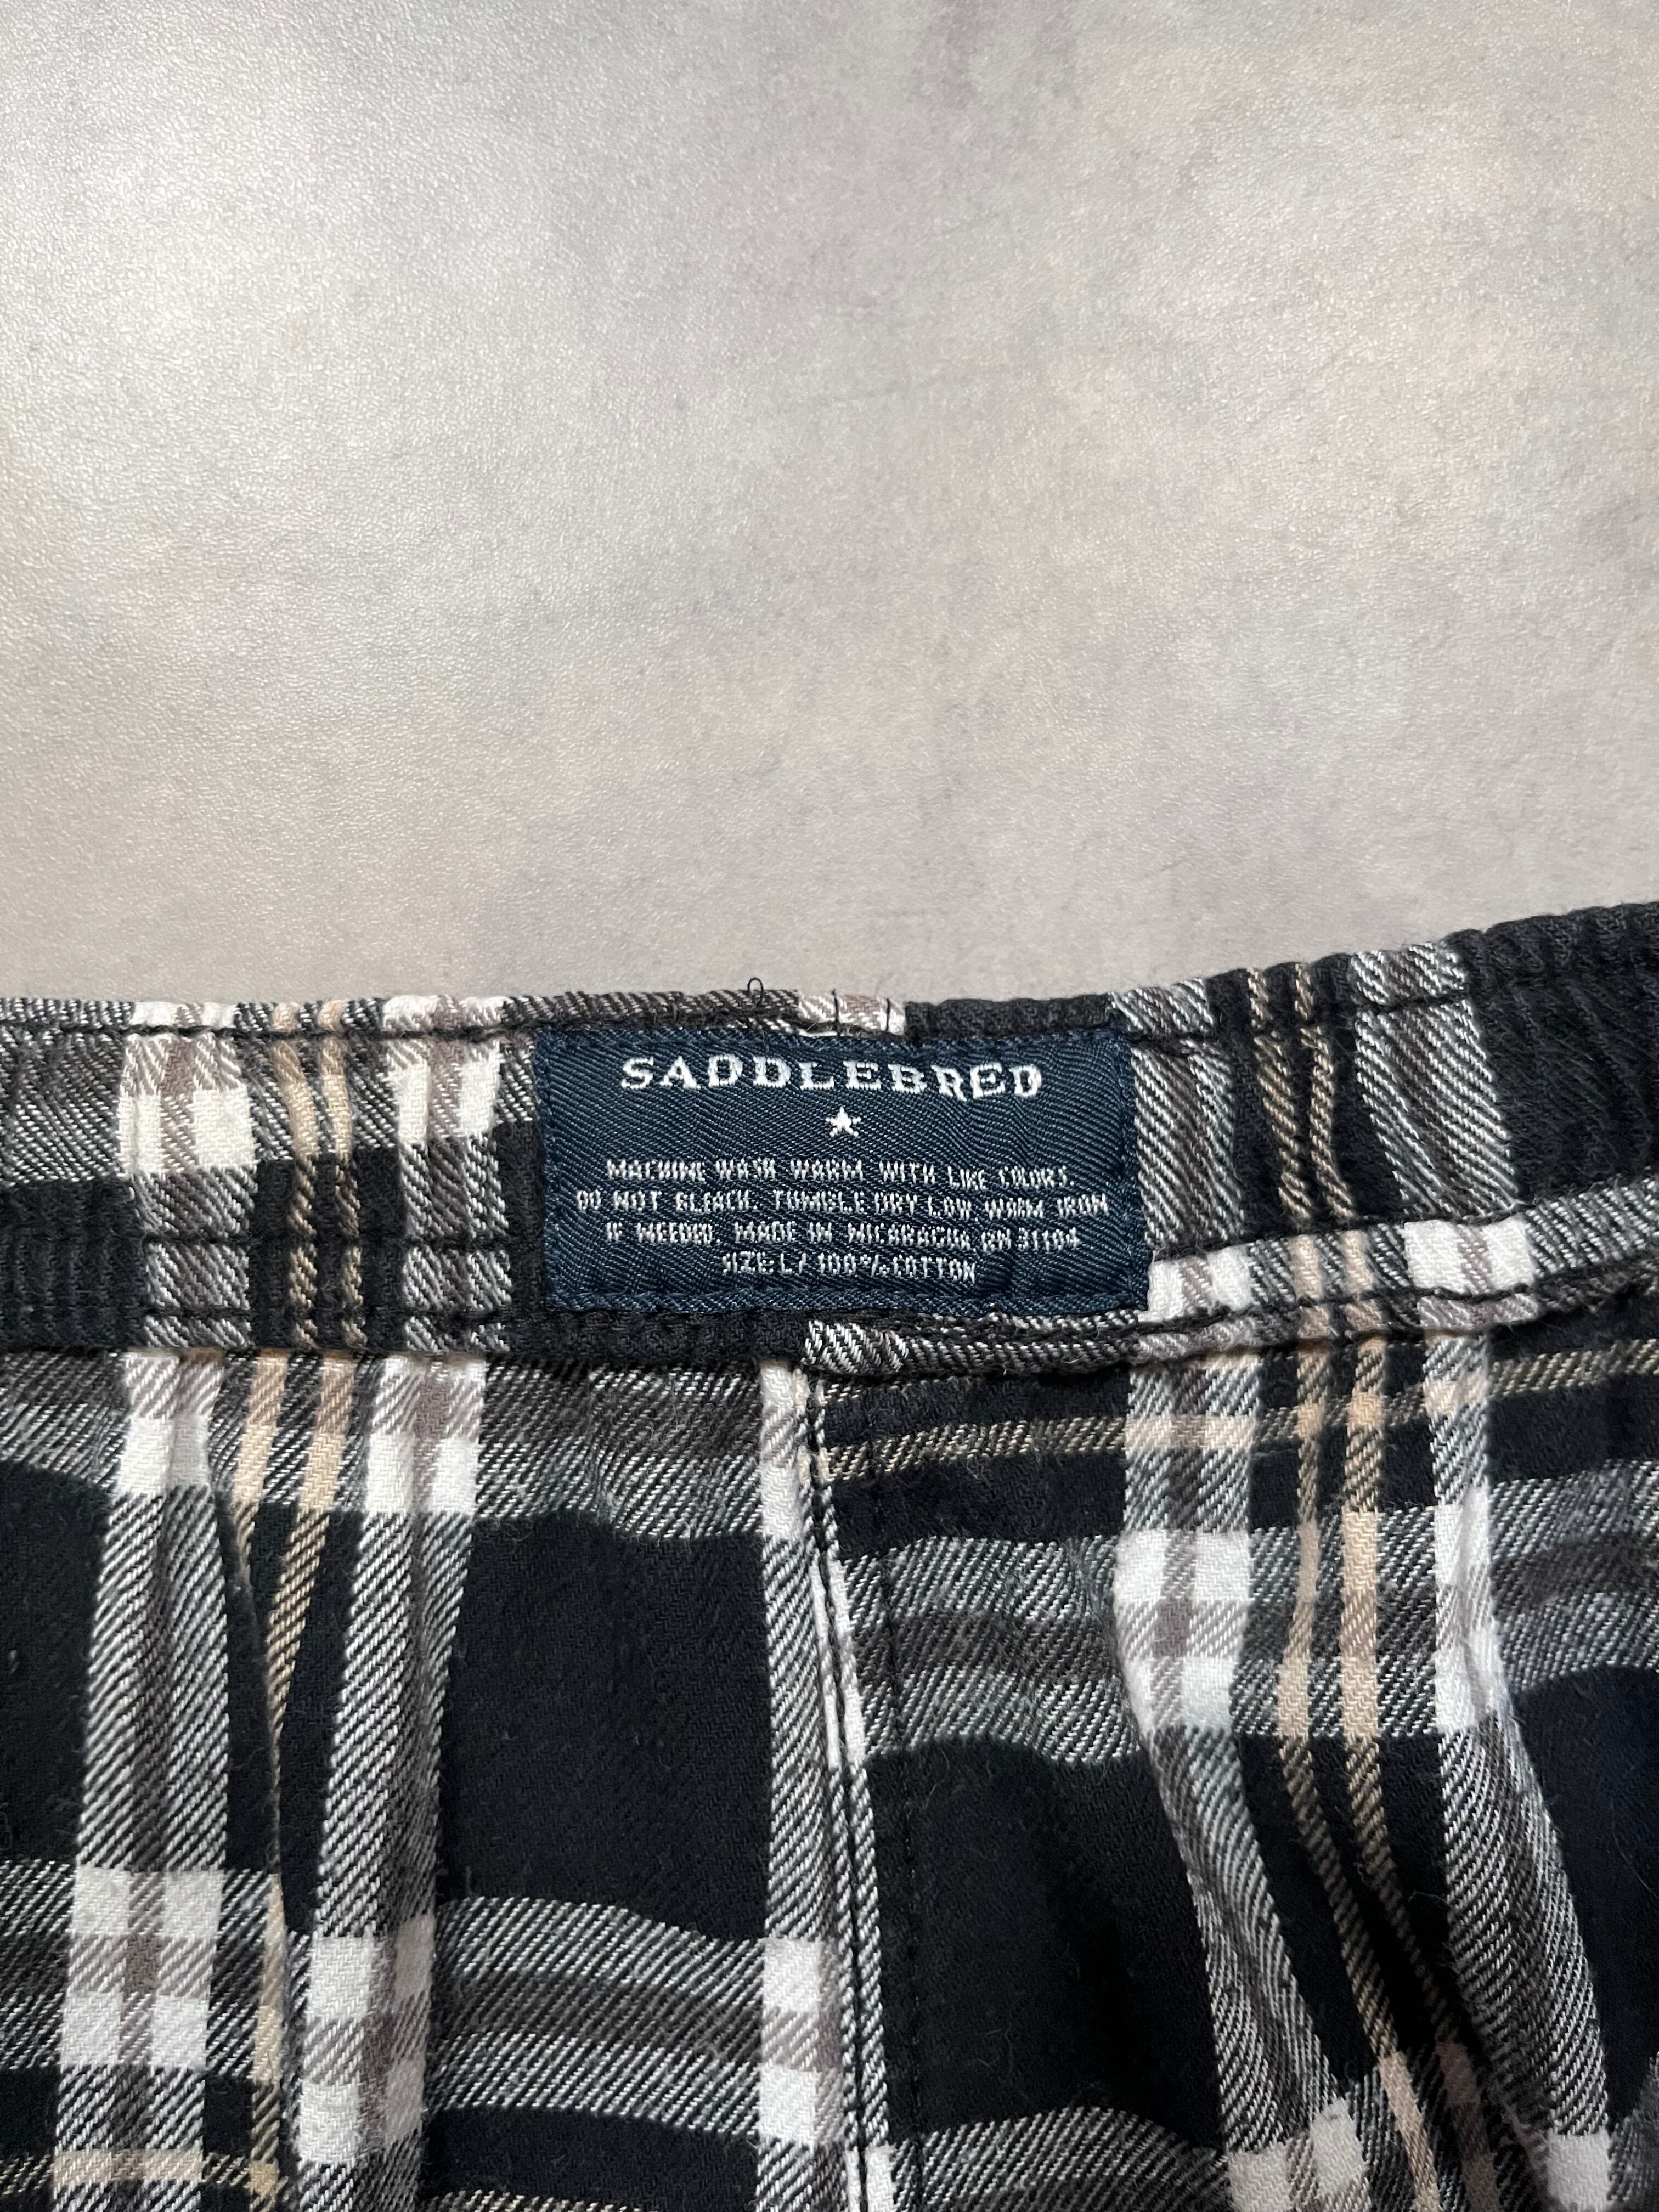 SADDLEBRED
MACHINE WASH WARM WITH LIKE COLORS.
DO NOT BLEACH. TUMBLE DRY LOW WARM IRON
IF NEEDED. MADE IN NICARAGUA. RN 31104
SIZE: L / 100% COTTON